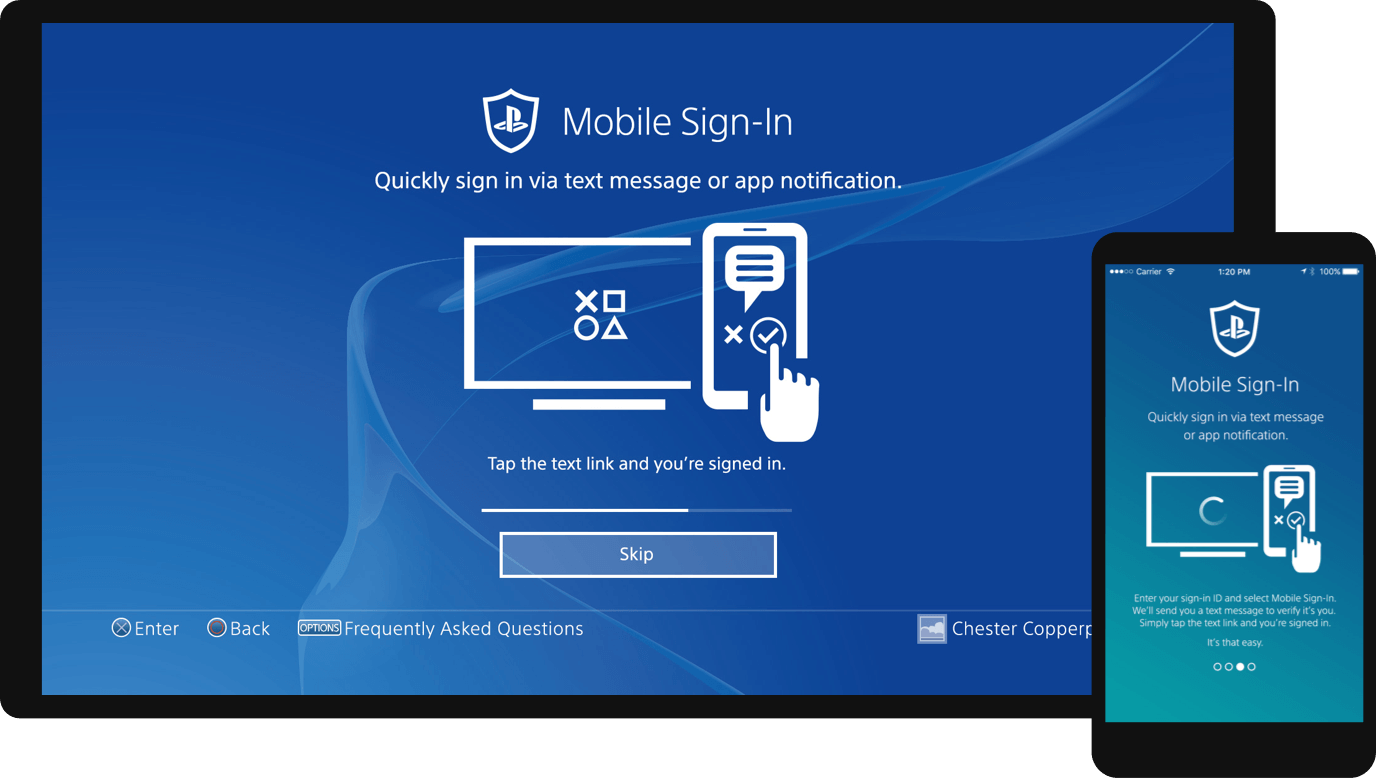 Mobile Sign-In
Quickly sign in via text message or app notification.
Tap the text link and you're signed in.
Skip
Enter
Back
OPTIONS Frequently Asked Questions
Chester Copperp
Carrier 1:20 PM 100%
Mobile Sign-In
Quickly sign in via text message
or app notification.
Enter your sign-in ID and select Mobile Sign-In.
We'll send you a text message to verify it's you.
Simply tap the text link and you're signed in.
It's that easy.